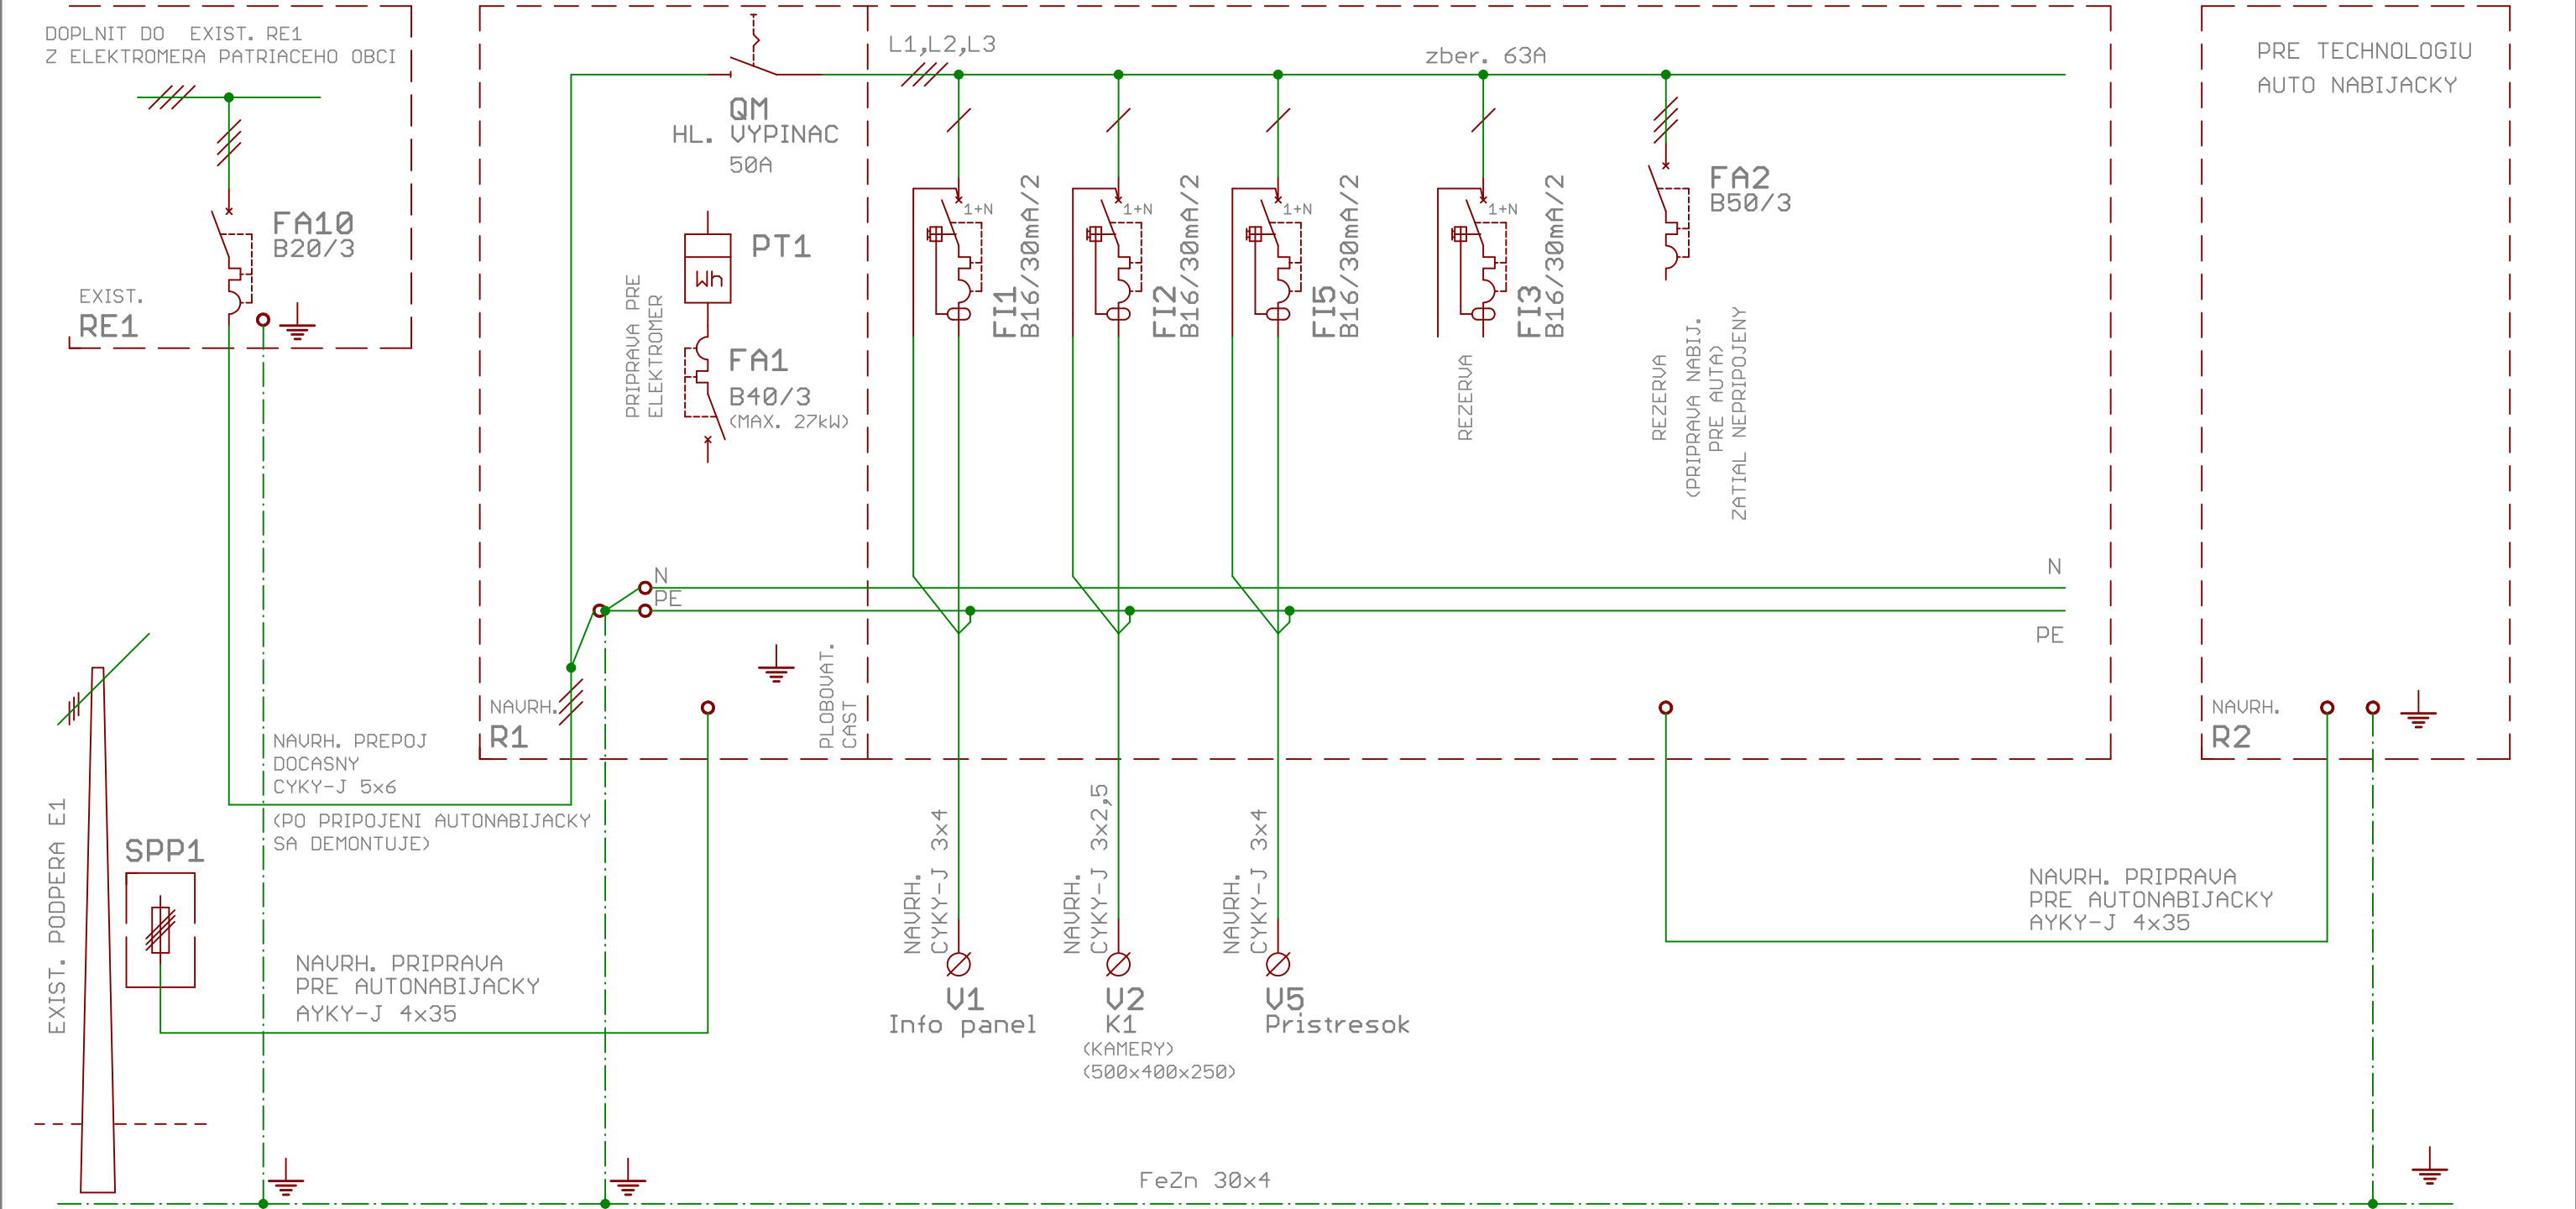 DOPLNIT DO  EXIST. RE1
Z ELEKTROMERA PATRIACEHO OBCI
FA10
B20/3
EXIST.
RE1
QM
HL. VYPINAC
50A
PT1
Wh
PRIPRAVA PRE
ELEKTROMER
FA1
B40/3
(MAX. 27kW)
L1,L2,L3
zber. 63A
1+N
FI1
B16/30mA/2
1+N
FI2
B16/30mA/2
1+N
FI5
B16/30mA/2
1+N
FI3
B16/30mA/2
REZERVA
FA2
B50/3
REZERVA
(PRIPRAVA NABIJ.
PRE AUTA)
ZATIAL NEPRIPOJENY
PRE TECHNOLOGIU
AUTO NABIJACKY
N
PE
N
PE
NAVRH.
R1
PLOBOVAT.
CAST
NAVRH.
R2
NAVRH. PREPOJ
DOCASNY
CYKY-J 5x6
(PO PRIPOJENI AUTONABIJACKY
SA DEMONTUJE)
EXIST. PODPERA E1
SPP1
NAVRH. PRIPRAVA
PRE AUTONABIJACKY
AYKY-J 4x35
NAVRH.
CYKY-J 3x4
V1
Info panel
NAVRH.
CYKY-J 3x2,5
V2
K1
(KAMERY)
(500x400x250)
NAVRH.
CYKY-J 3x4
V5
Pristresok
NAVRH. PRIPRAVA
PRE AUTONABIJACKY
AYKY-J 4x35
FeZn 30x4